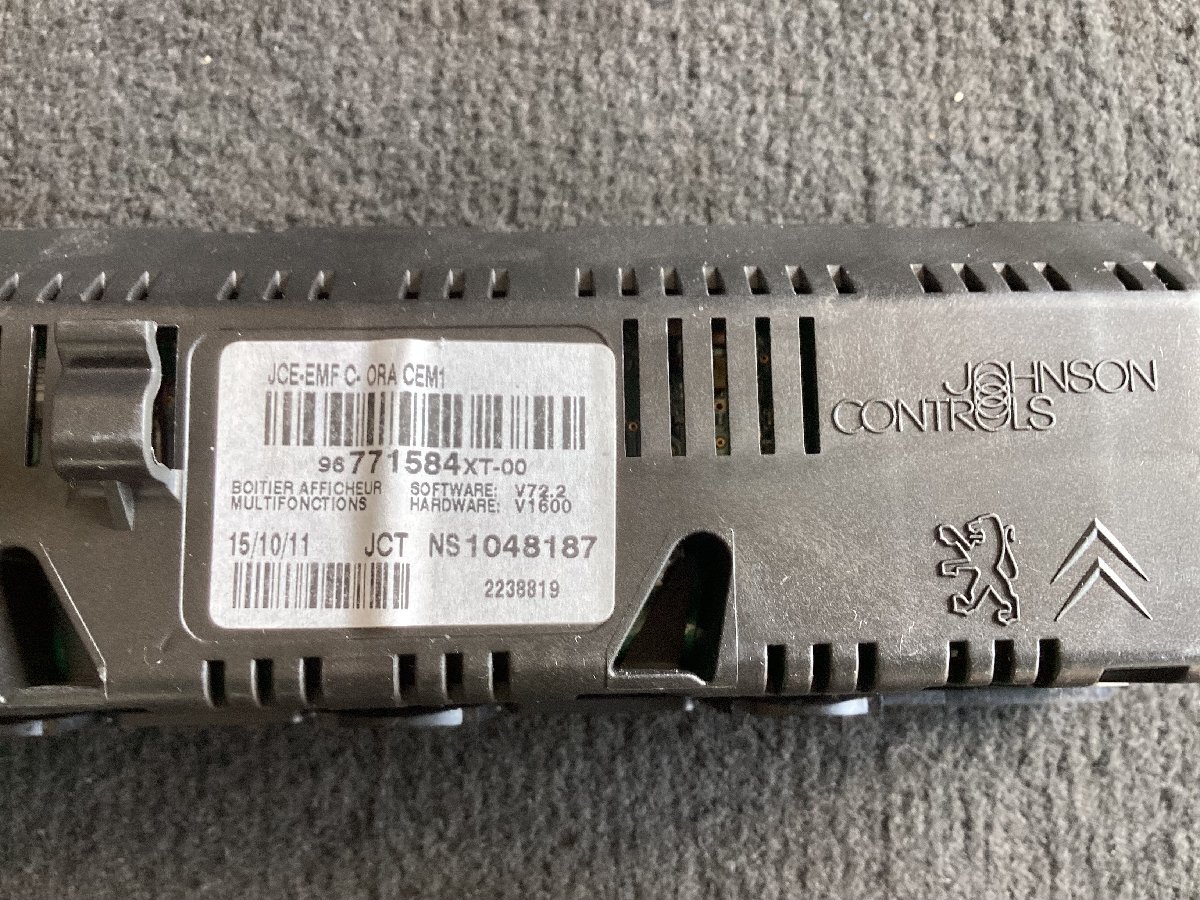 JCE-EMF C- ORA CEM1
96771584XT-00
BOITIER AFFICHEUR SOFTWARE: V72.2
MULTIFONCTIONS HARDWARE: V1600
15/10/11 JCT NS1048187
2238819
JOHNSON
CONTROLS